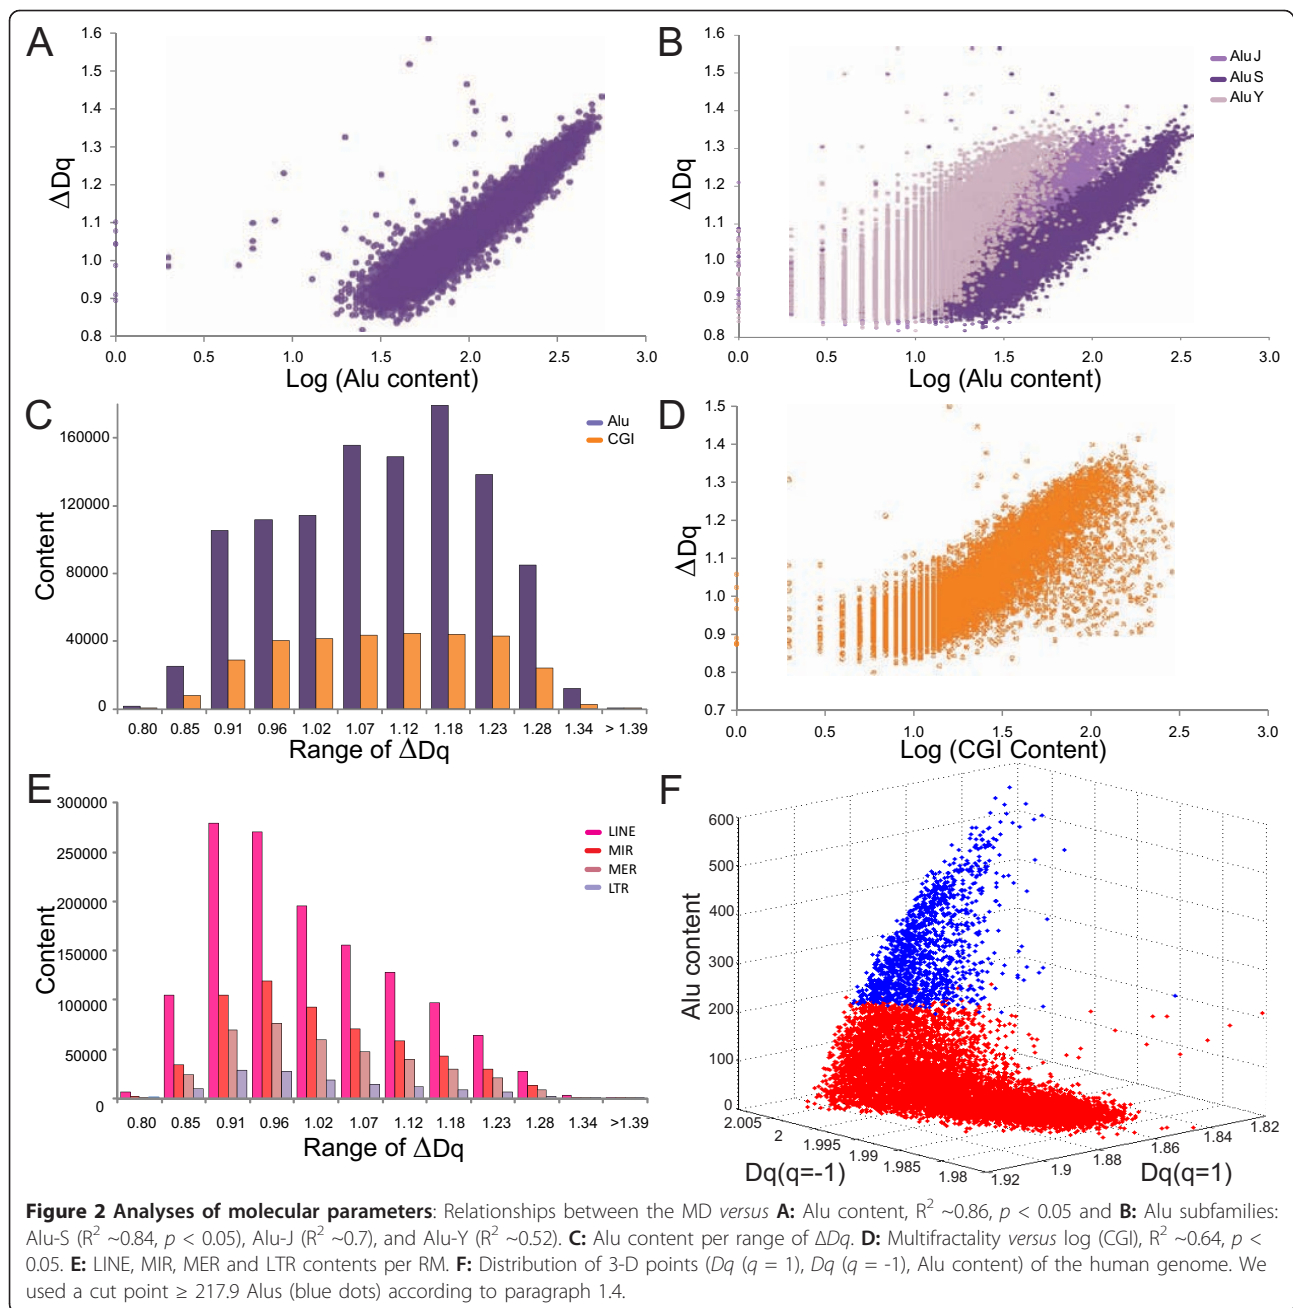 A
1.6
1.5
1.4
1.3
1.2
1.1
1.0
0.9
0.8
ΔDq
0.0 0.5 1.0 1.5 2.0 2.5 3.0
Log (Alu content)
B
1.6
1.5
1.4
1.3
1.2
1.1
1.0
0.9
0.8
ΔDq
Alu J
Alu S
Alu Y
0.0 0.5 1.0 1.5 2.0 2.5 3.0
Log (Alu content)
C
160000
120000
80000
40000
0
Content
Alu
CGI
0.80 0.85 0.91 0.96 1.02 1.07 1.12 1.18 1.23 1.28 1.34 > 1.39
Range of ΔDq
D
1.5
1.4
1.3
1.2
1.1
1.0
0.9
0.8
0.7
ΔDq
0.0 0.5 1.0 1.5 2.0 2.5 3.0
Log (CGI Content)
E
300000
250000
200000
150000
100000
50000
0
Content
LINE
MIR
MER
LTR
0.80 0.85 0.91 0.96 1.02 1.07 1.12 1.18 1.23 1.28 1.34 >1.39
Range of ΔDq
F
600
500
400
300
200
100
0
Alu content
2.005 2 1.995 1.99 1.985 1.98
Dq(q=-1)
1.92 1.9 1.88 1.86 1.84 1.82
Dq(q=1)
Figure 2 Analyses of molecular parameters: Relationships between the MD versus A: Alu content, R² ~0.86, p < 0.05 and B: Alu subfamilies:
Alu-S (R² ~0.84, p < 0.05), Alu-J (R² ~0.7), and Alu-Y (R² ~0.52). C: Alu content per range of ΔDq. D: Multifractality versus log (CGI), R² ~0.64, p <
0.05. E: LINE, MIR, MER and LTR contents per RM. F: Distribution of 3-D points (Dq (q = 1), Dq (q = -1), Alu content) of the human genome. We
used a cut point ≥ 217.9 Alus (blue dots) according to paragraph 1.4.